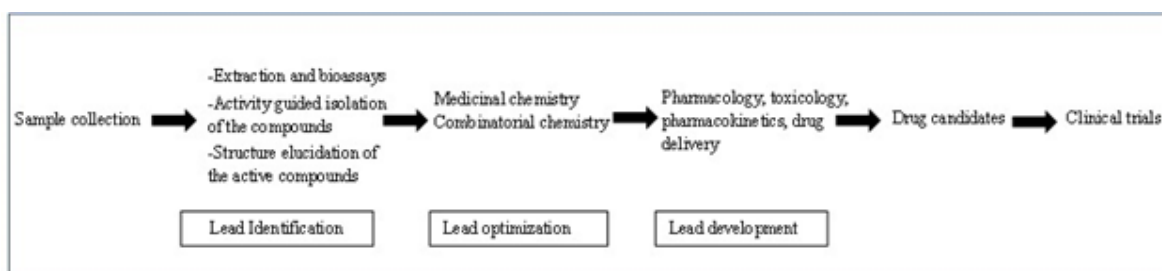 Sample collection
-Extraction and bioassays
-Activity guided isolation
of the compounds
-Structure elucidation of
the active compounds
Medicinal chemistry
Combinatorial chemistry
Pharmacology, toxicology,
pharmacokinetics, drug
delivery
Drug candidates
Clinical trials
Lead Identification
Lead optimization
Lead development